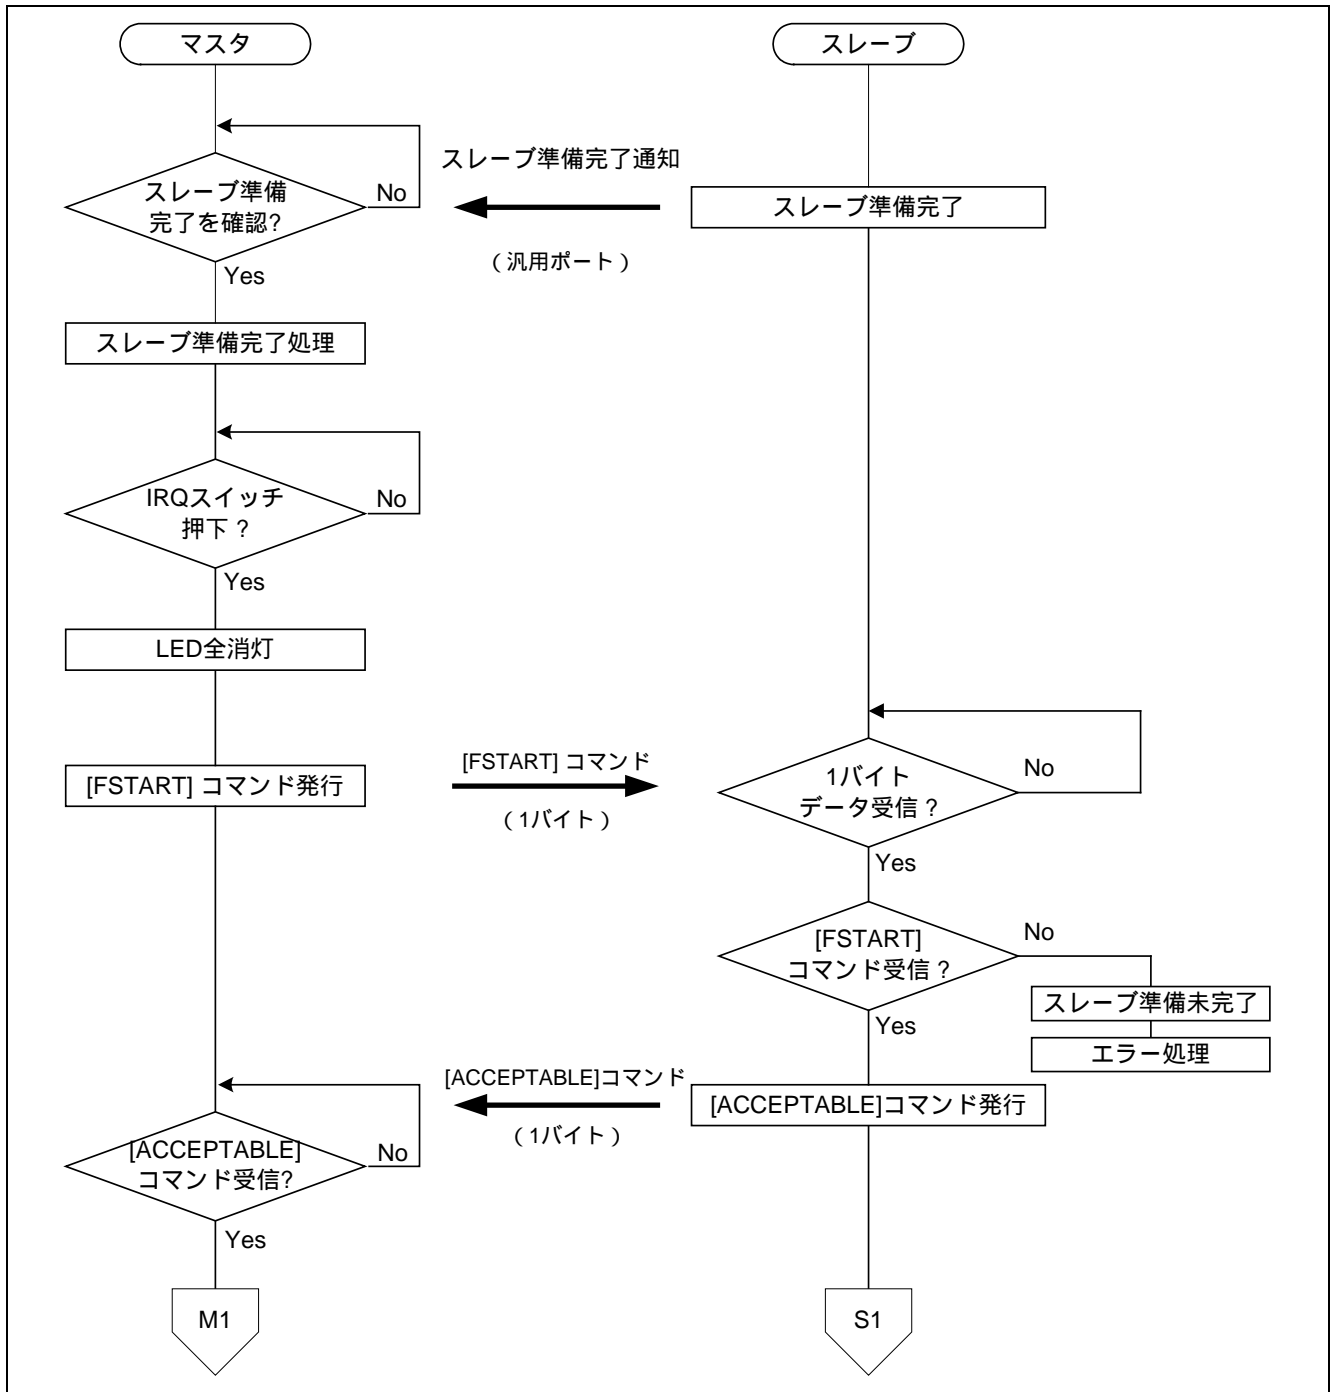 マスタ
スレーブ
スレーブ準備完了通知
スレーブ準備
完了を確認?
No
スレーブ準備完了
（汎用ポート）
Yes
スレーブ準備完了処理
IRQスイッチ
押下？
No
Yes
LED全消灯
[FSTART] コマンド発行
[FSTART] コマンド
（1バイト）
1バイト
データ受信？
No
Yes
[FSTART]
コマンド受信？
No
スレーブ準備未完了
エラー処理
Yes
[ACCEPTABLE]コマンド
[ACCEPTABLE]コマンド発行
（1バイト）
[ACCEPTABLE]
コマンド受信?
No
Yes
M1
S1